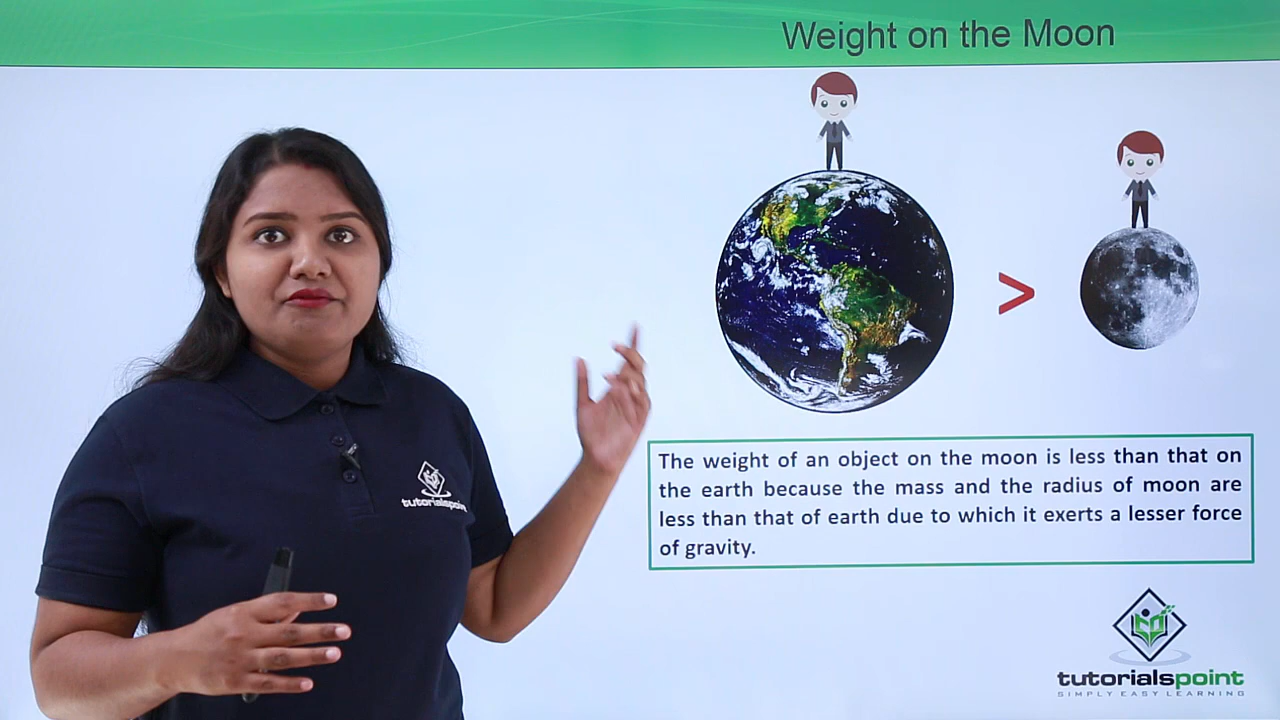 Weight on the Moon
>
The weight of an object on the moon is less than that on
the earth because the mass and the radius of moon are
less than that of earth due to which it exerts a lesser force
of gravity.
tutorialspoint
tutorialspoint
SIMPLY EASY LEARNING